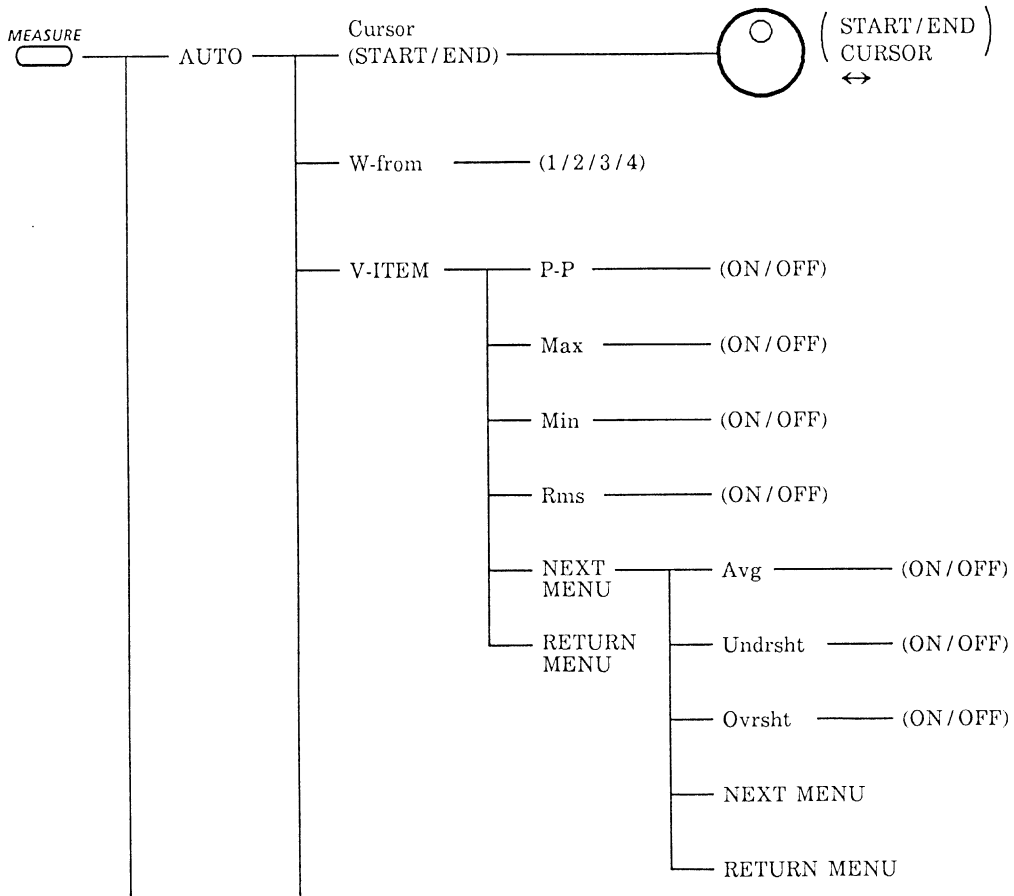 MEASURE
AUTO
Cursor
(START/END)
(START/END
CURSOR
↔)
W-from
(1/2/3/4)
V-ITEM
P-P
(ON/OFF)
Max
(ON/OFF)
Min
(ON/OFF)
Rms
(ON/OFF)
NEXT
MENU
Avg
(ON/OFF)
RETURN
MENU
Undrsht
(ON/OFF)
Ovrsht
(ON/OFF)
NEXT MENU
RETURN MENU